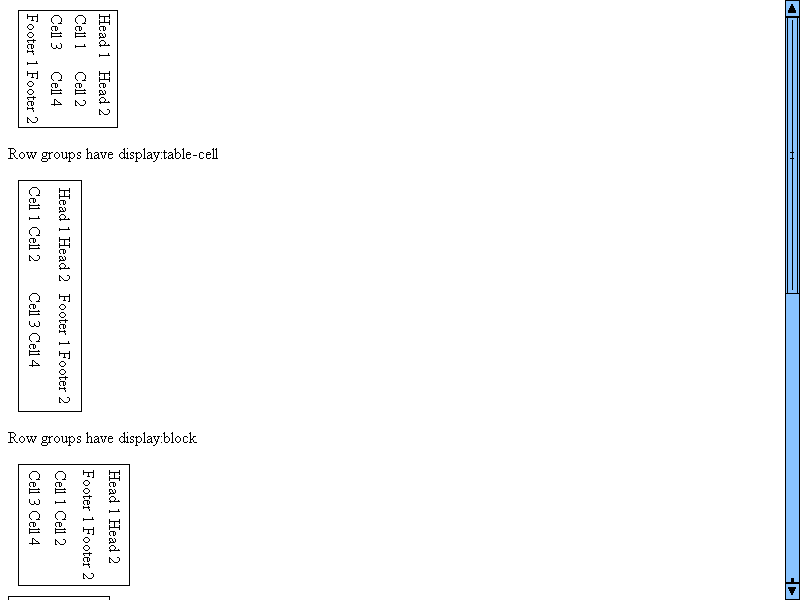 Head 1 Head 2
Cell 1 Cell 2
Cell 3 Cell 4
Footer 1 Footer 2
Row groups have display:table-cell
Head 1 Head 2 Footer 1 Footer 2
Cell 1 Cell 2 Cell 3 Cell 4
Row groups have display:block
Head 1 Head 2
Footer 1 Footer 2
Cell 1 Cell 2
Cell 3 Cell 4